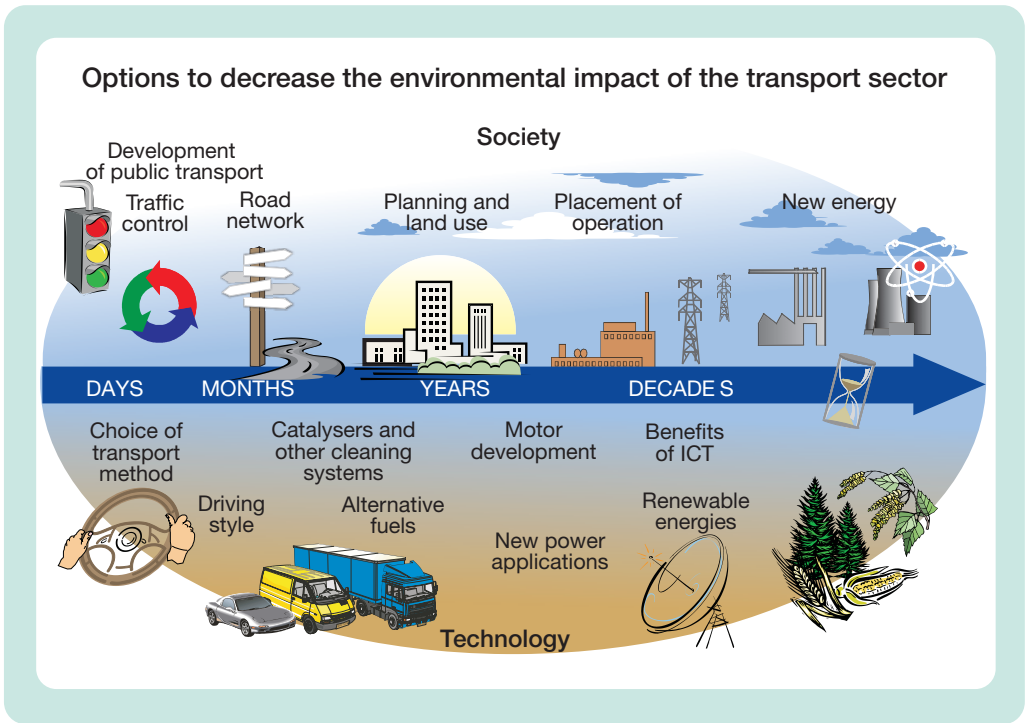 Options to decrease the environmental impact of the transport sector
Society
Development
of public transport
Traffic
control
Road
network
Planning and
land use
Placement of
operation
New energy
DAYS
MONTHS
YEARS
DECADE S
Choice of
transport
method
Catalysers and
other cleaning
systems
Motor
development
Benefits
of ICT
Driving
style
Alternative
fuels
New power
applications
Renewable
energies
Technology